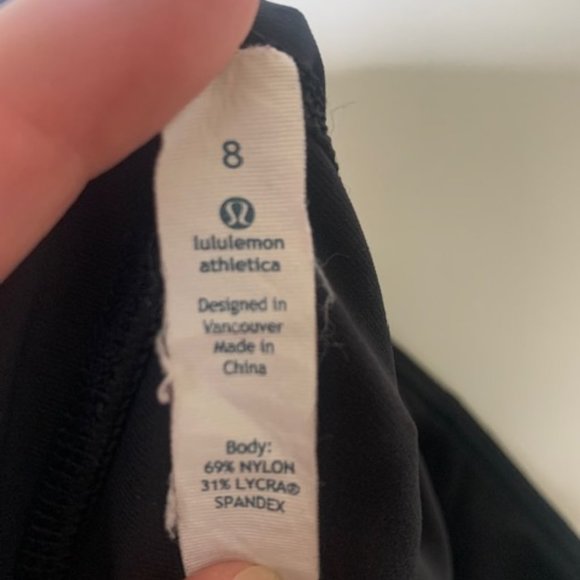 8
lululemon
athletica
Designed in
Vancouver
Made in
China
Body:
69% NYLON
31% LYCRA®
SPANDEX